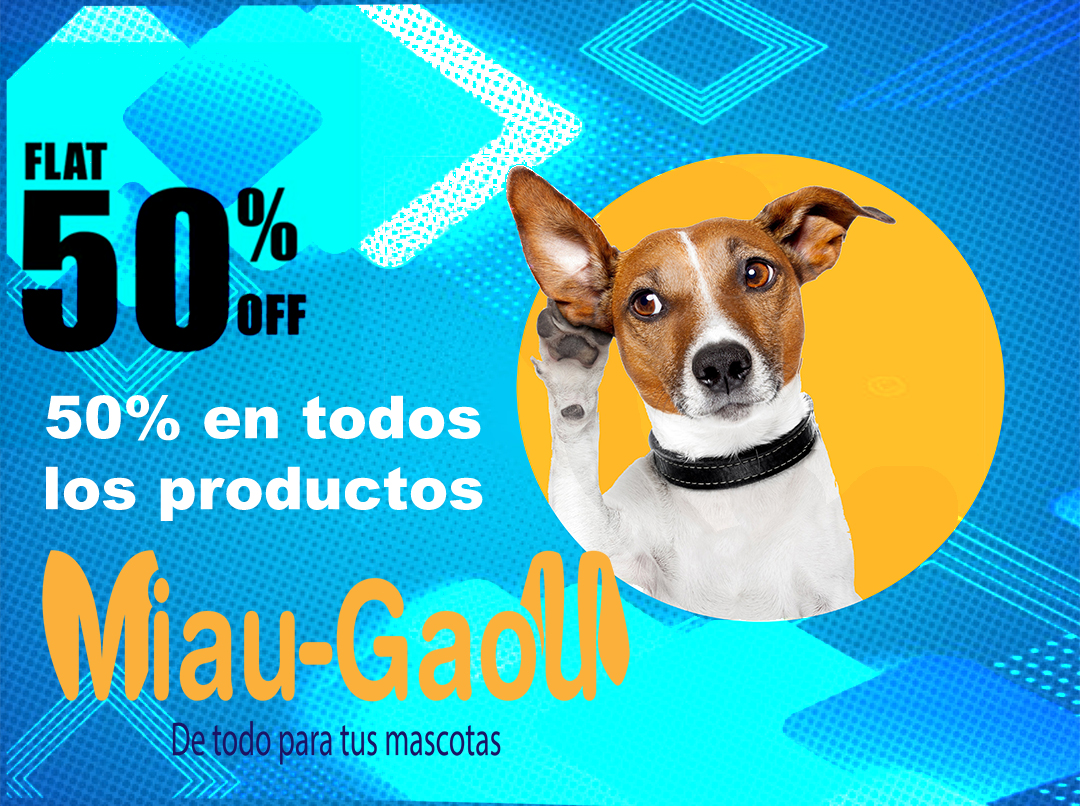 FLAT
50% OFF
50% en todos
los productos
Miau-Gaou
De todo para tus mascotas